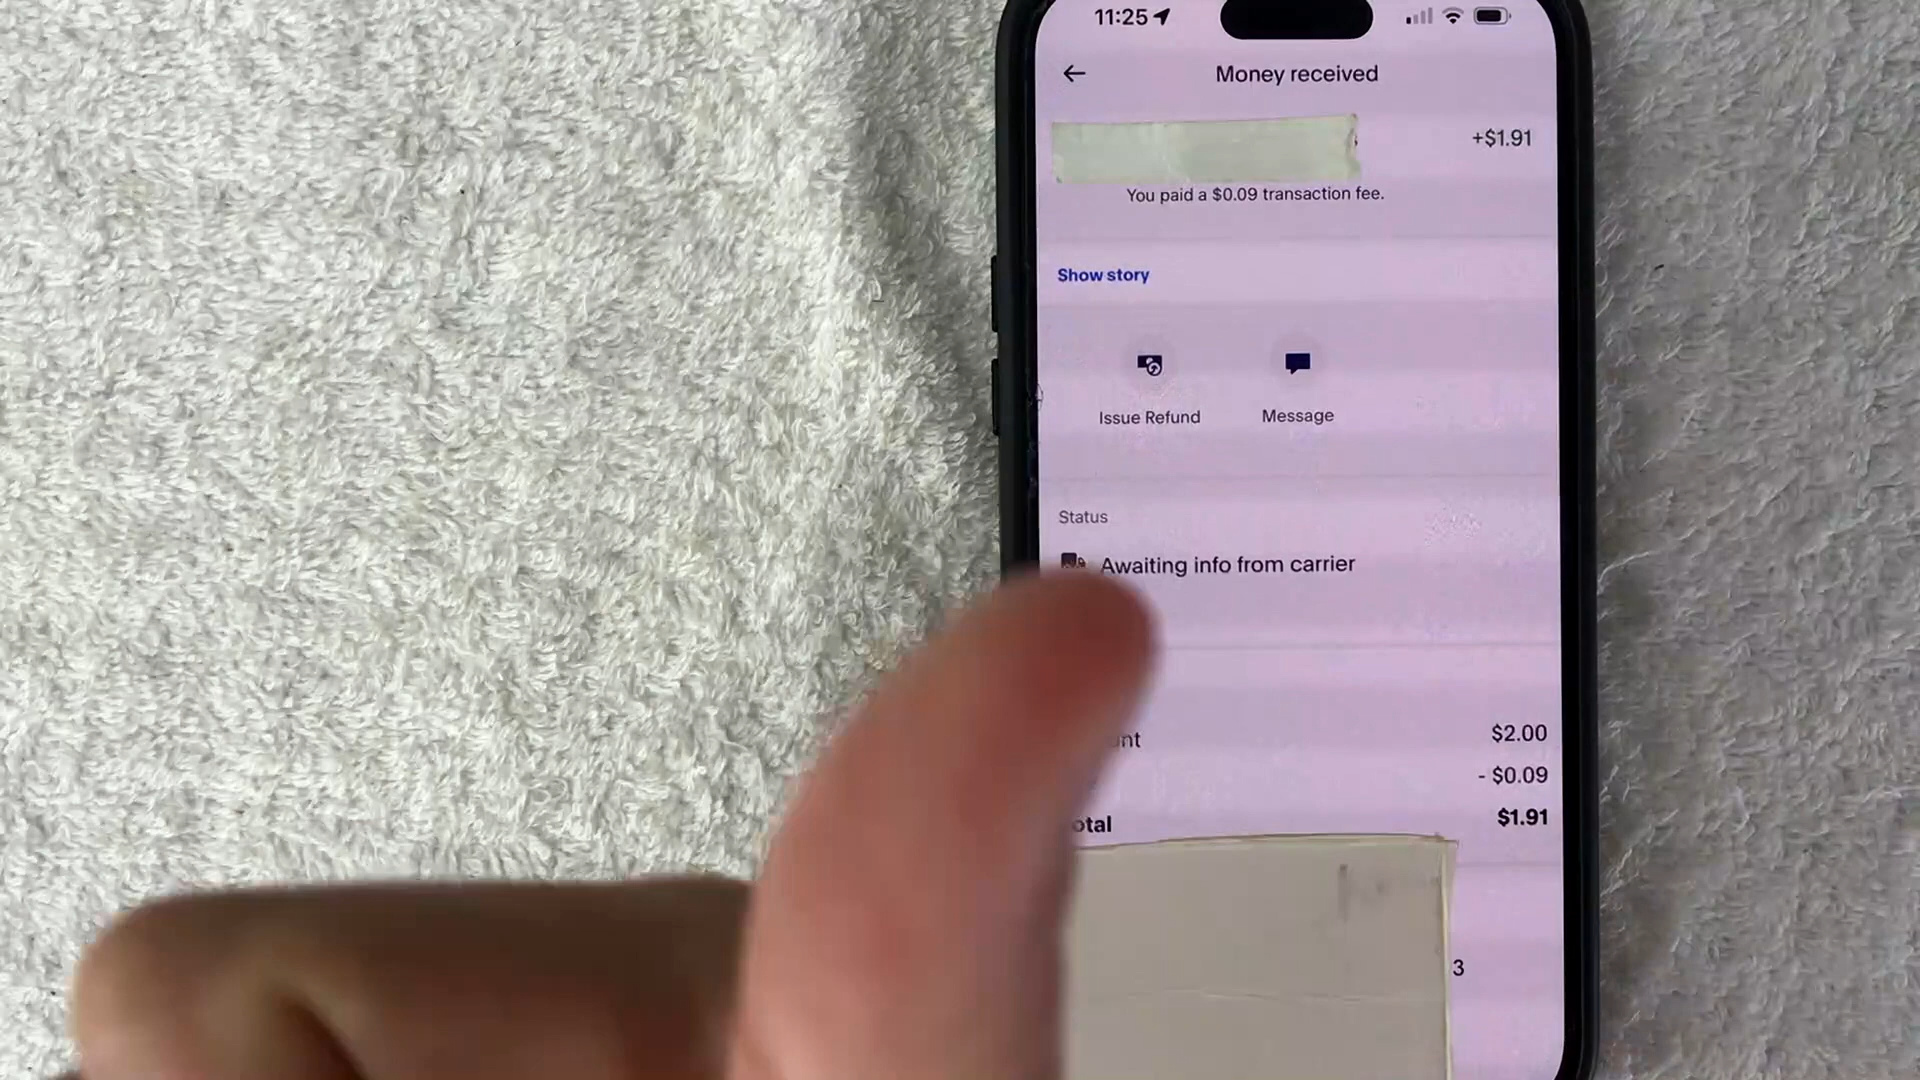 11:25
Money received
+$1.91
You paid a $0.09 transaction fee.
Show story
Issue Refund
Message
Status
Awaiting info from carrier
$2.00
- $0.09
$1.91
3